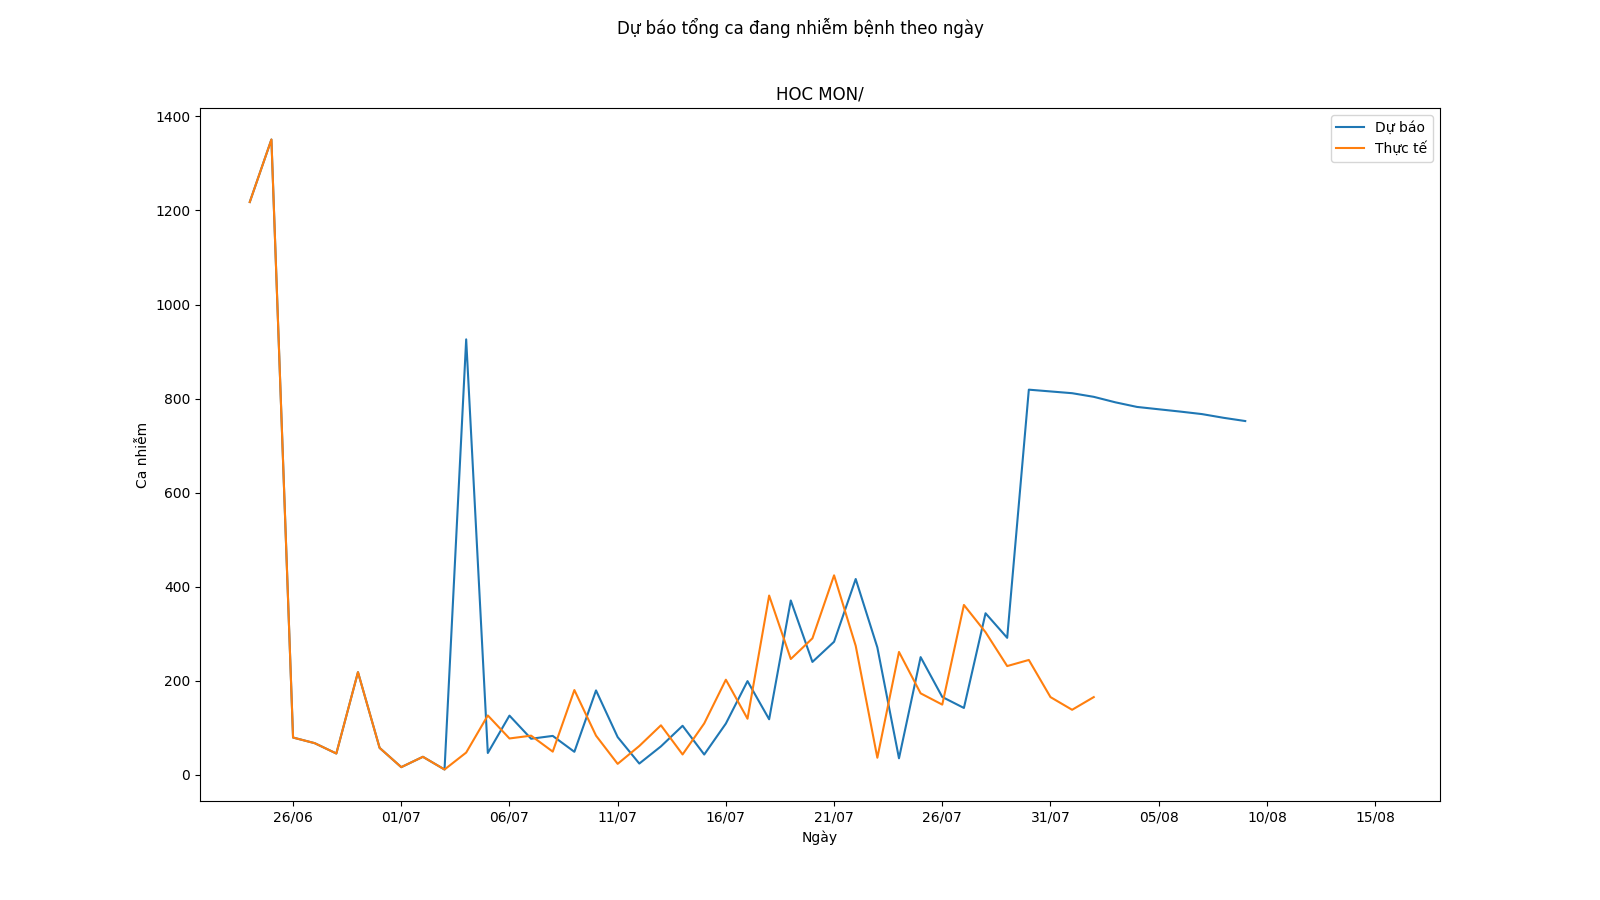 Dự báo tổng ca đang nhiễm bệnh theo ngày
HOC MON/
Dự báo
Thực tế
1400
1200
1000
800
600
400
200
0
Ca nhiễm
26/06 01/07 06/07 11/07 16/07 21/07 26/07 31/07 05/08 10/08 15/08
Ngày